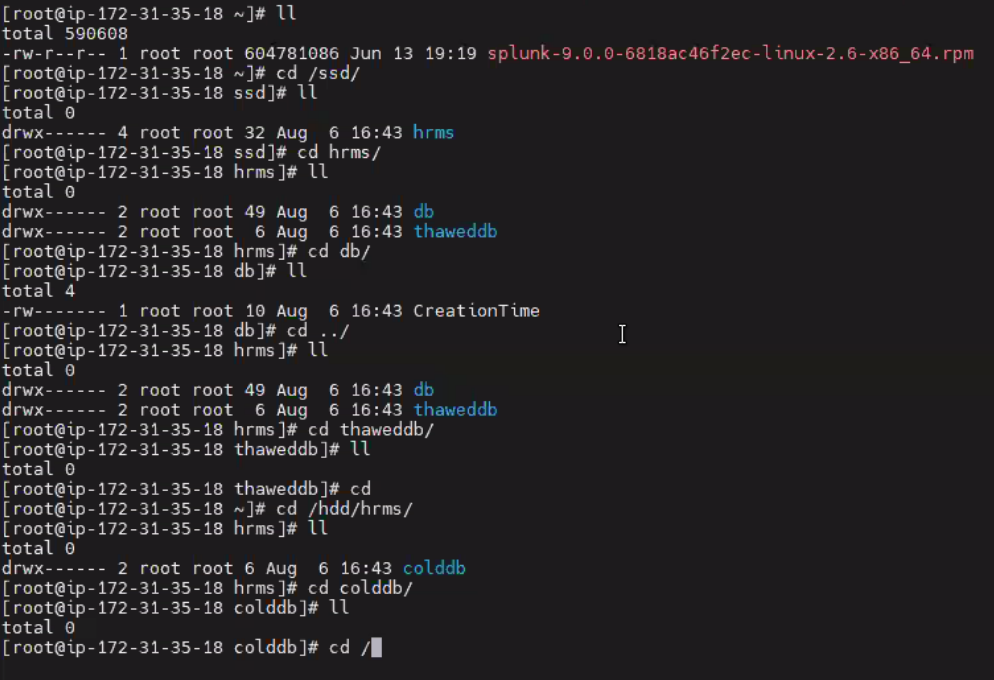 [root@ip-172-31-35-18 ~]# ll
total 590608
-rw-r--r-- 1 root root 604781086 Jun 13 19:19 splunk-9.0.0-6818ac46f2ec-linux-2.6-x86_64.rpm
[root@ip-172-31-35-18 ~]# cd /ssd/
[root@ip-172-31-35-18 ssd]# ll
total 0
drwx------ 4 root root 32 Aug  6 16:43 hrms
[root@ip-172-31-35-18 ssd]# cd hrms/
[root@ip-172-31-35-18 hrms]# ll
total 0
drwx------ 2 root root 49 Aug  6 16:43 db
drwx------ 2 root root  6 Aug  6 16:43 thaweddb
[root@ip-172-31-35-18 hrms]# cd db/
[root@ip-172-31-35-18 db]# ll
total 4
-rw------- 1 root root 10 Aug  6 16:43 CreationTime
[root@ip-172-31-35-18 db]# cd ../
[root@ip-172-31-35-18 hrms]# ll
total 0
drwx------ 2 root root 49 Aug  6 16:43 db
drwx------ 2 root root  6 Aug  6 16:43 thaweddb
[root@ip-172-31-35-18 hrms]# cd thaweddb/
[root@ip-172-31-35-18 thaweddb]# ll
total 0
[root@ip-172-31-35-18 thaweddb]# cd
[root@ip-172-31-35-18 ~]# cd /hdd/hrms/
[root@ip-172-31-35-18 hrms]# ll
total 0
drwx------ 2 root root 6 Aug  6 16:43 colddb
[root@ip-172-31-35-18 hrms]# cd colddb/
[root@ip-172-31-35-18 colddb]# ll
total 0
[root@ip-172-31-35-18 colddb]# cd /